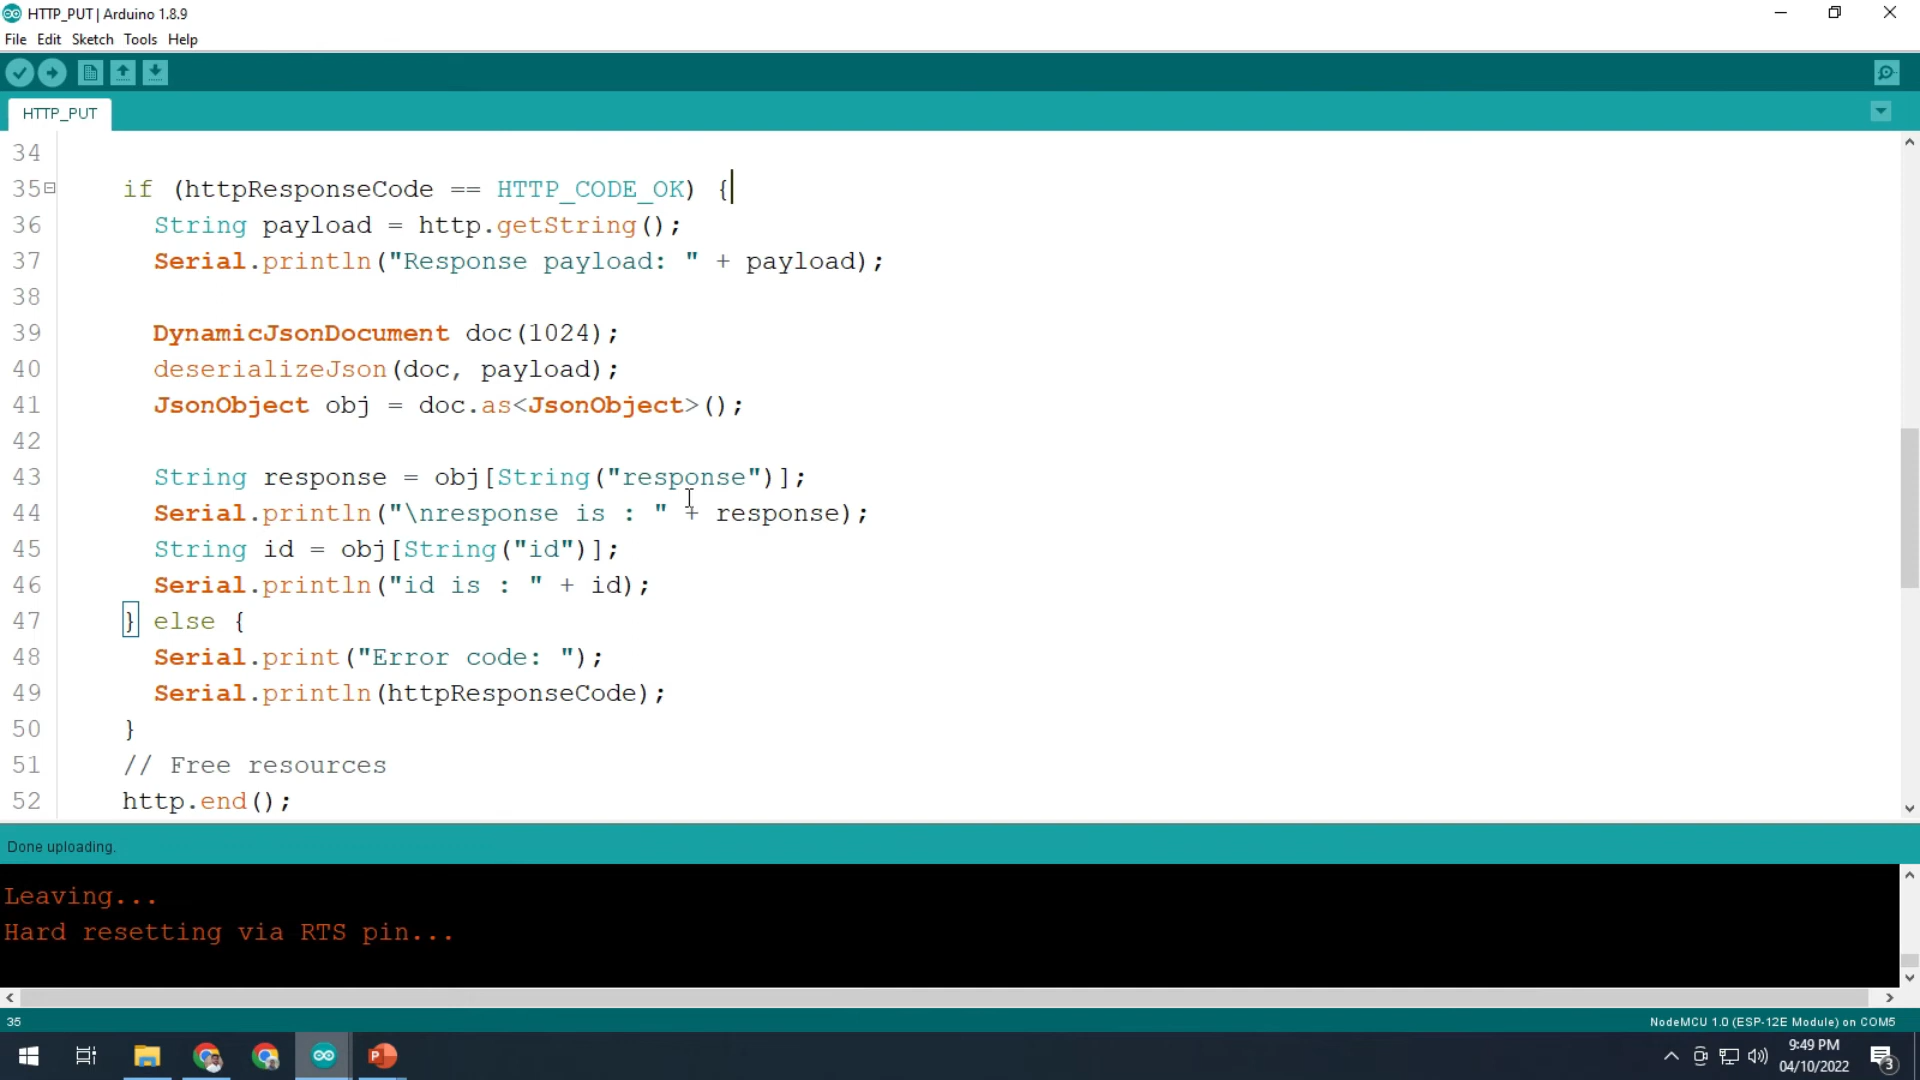 HTTP_PUT | Arduino 1.8.9
File Edit Sketch Tools Help
HTTP_PUT
34
35 if (httpResponseCode == HTTP_CODE_OK) {
36 String payload = http.getString();
37 Serial.println("Response payload: " + payload);
38
39 DynamicJsonDocument doc(1024);
40 deserializeJson(doc, payload);
41 JsonObject obj = doc.as<JsonObject>();
42
43 String response = obj[String("response")];
44 Serial.println("\nresponse is : " + response);
45 String id = obj[String("id")];
46 Serial.println("id is : " + id);
47 } else {
48 Serial.print("Error code: ");
49 Serial.println(httpResponseCode);
50 }
51 // Free resources
52 http.end();
Done uploading.
Leaving...
Hard resetting via RTS pin...
35 NodeMCU 1.0 (ESP-12E Module) on COM5
9:49 PM
04/10/2022
3
P